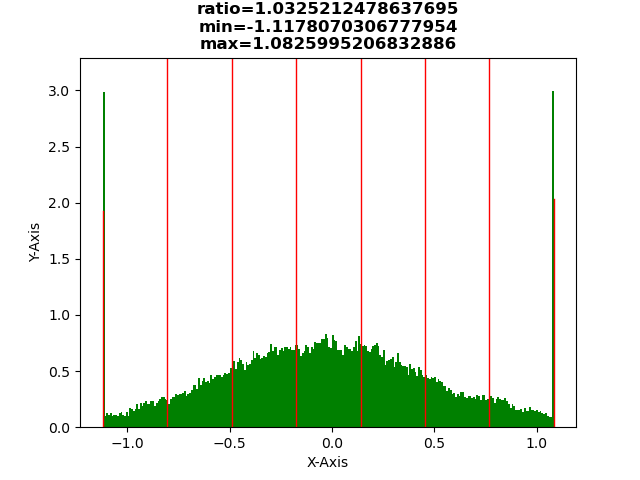 ratio=1.0325212478637695
min=-1.1178070306777954
max=1.0825995206832886
3.0
2.5
2.0
1.5
1.0
0.5
0.0
Y-Axis
−1.0 −0.5 0.0 0.5 1.0
X-Axis